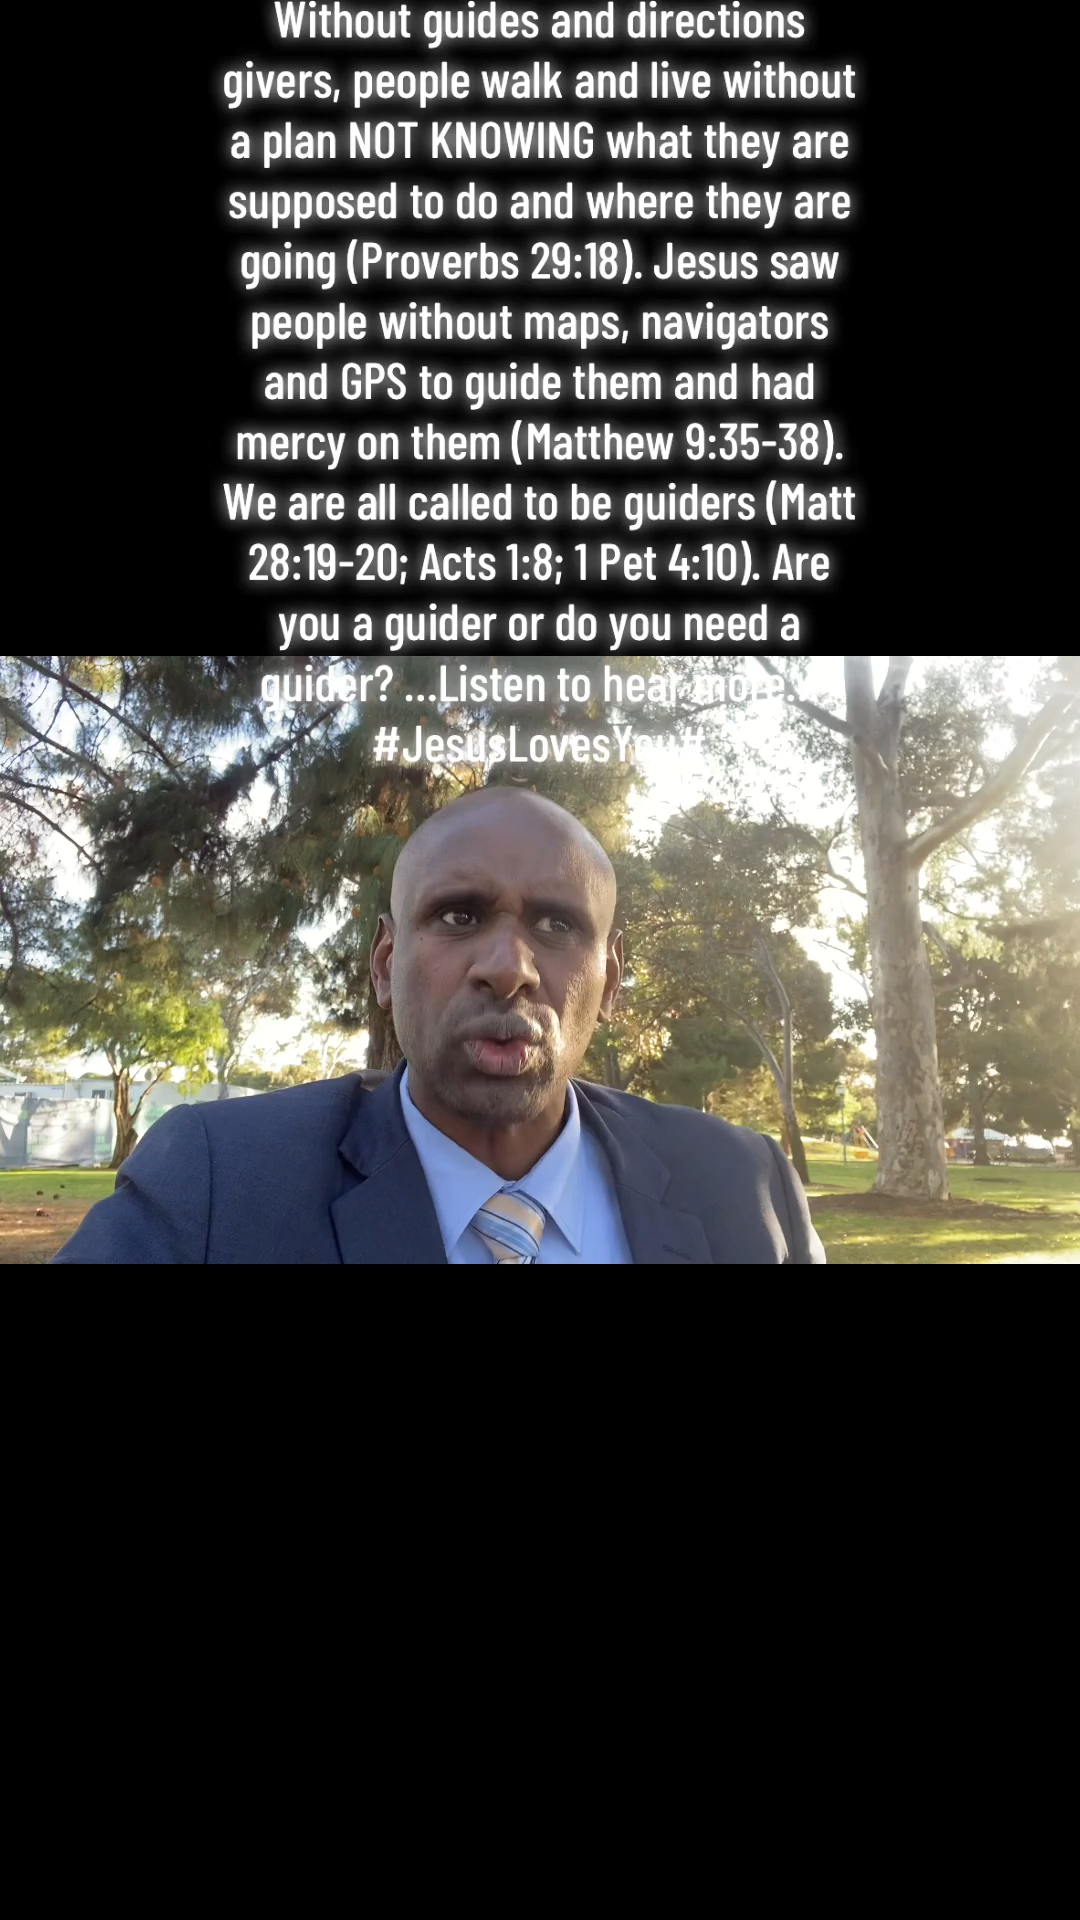 Without guides and directions
givers, people walk and live without
a plan NOT KNOWING what they are
supposed to do and where they are
going (Proverbs 29:18). Jesus saw
people without maps, navigators
and GPS to guide them and had
mercy on them (Matthew 9:35-38).
We are all called to be guiders (Matt
28:19-20; Acts 1:8; 1 Pet 4:10). Are
you a guider or do you need a
guider? ...Listen to hear more..
#JesusLovesYou#